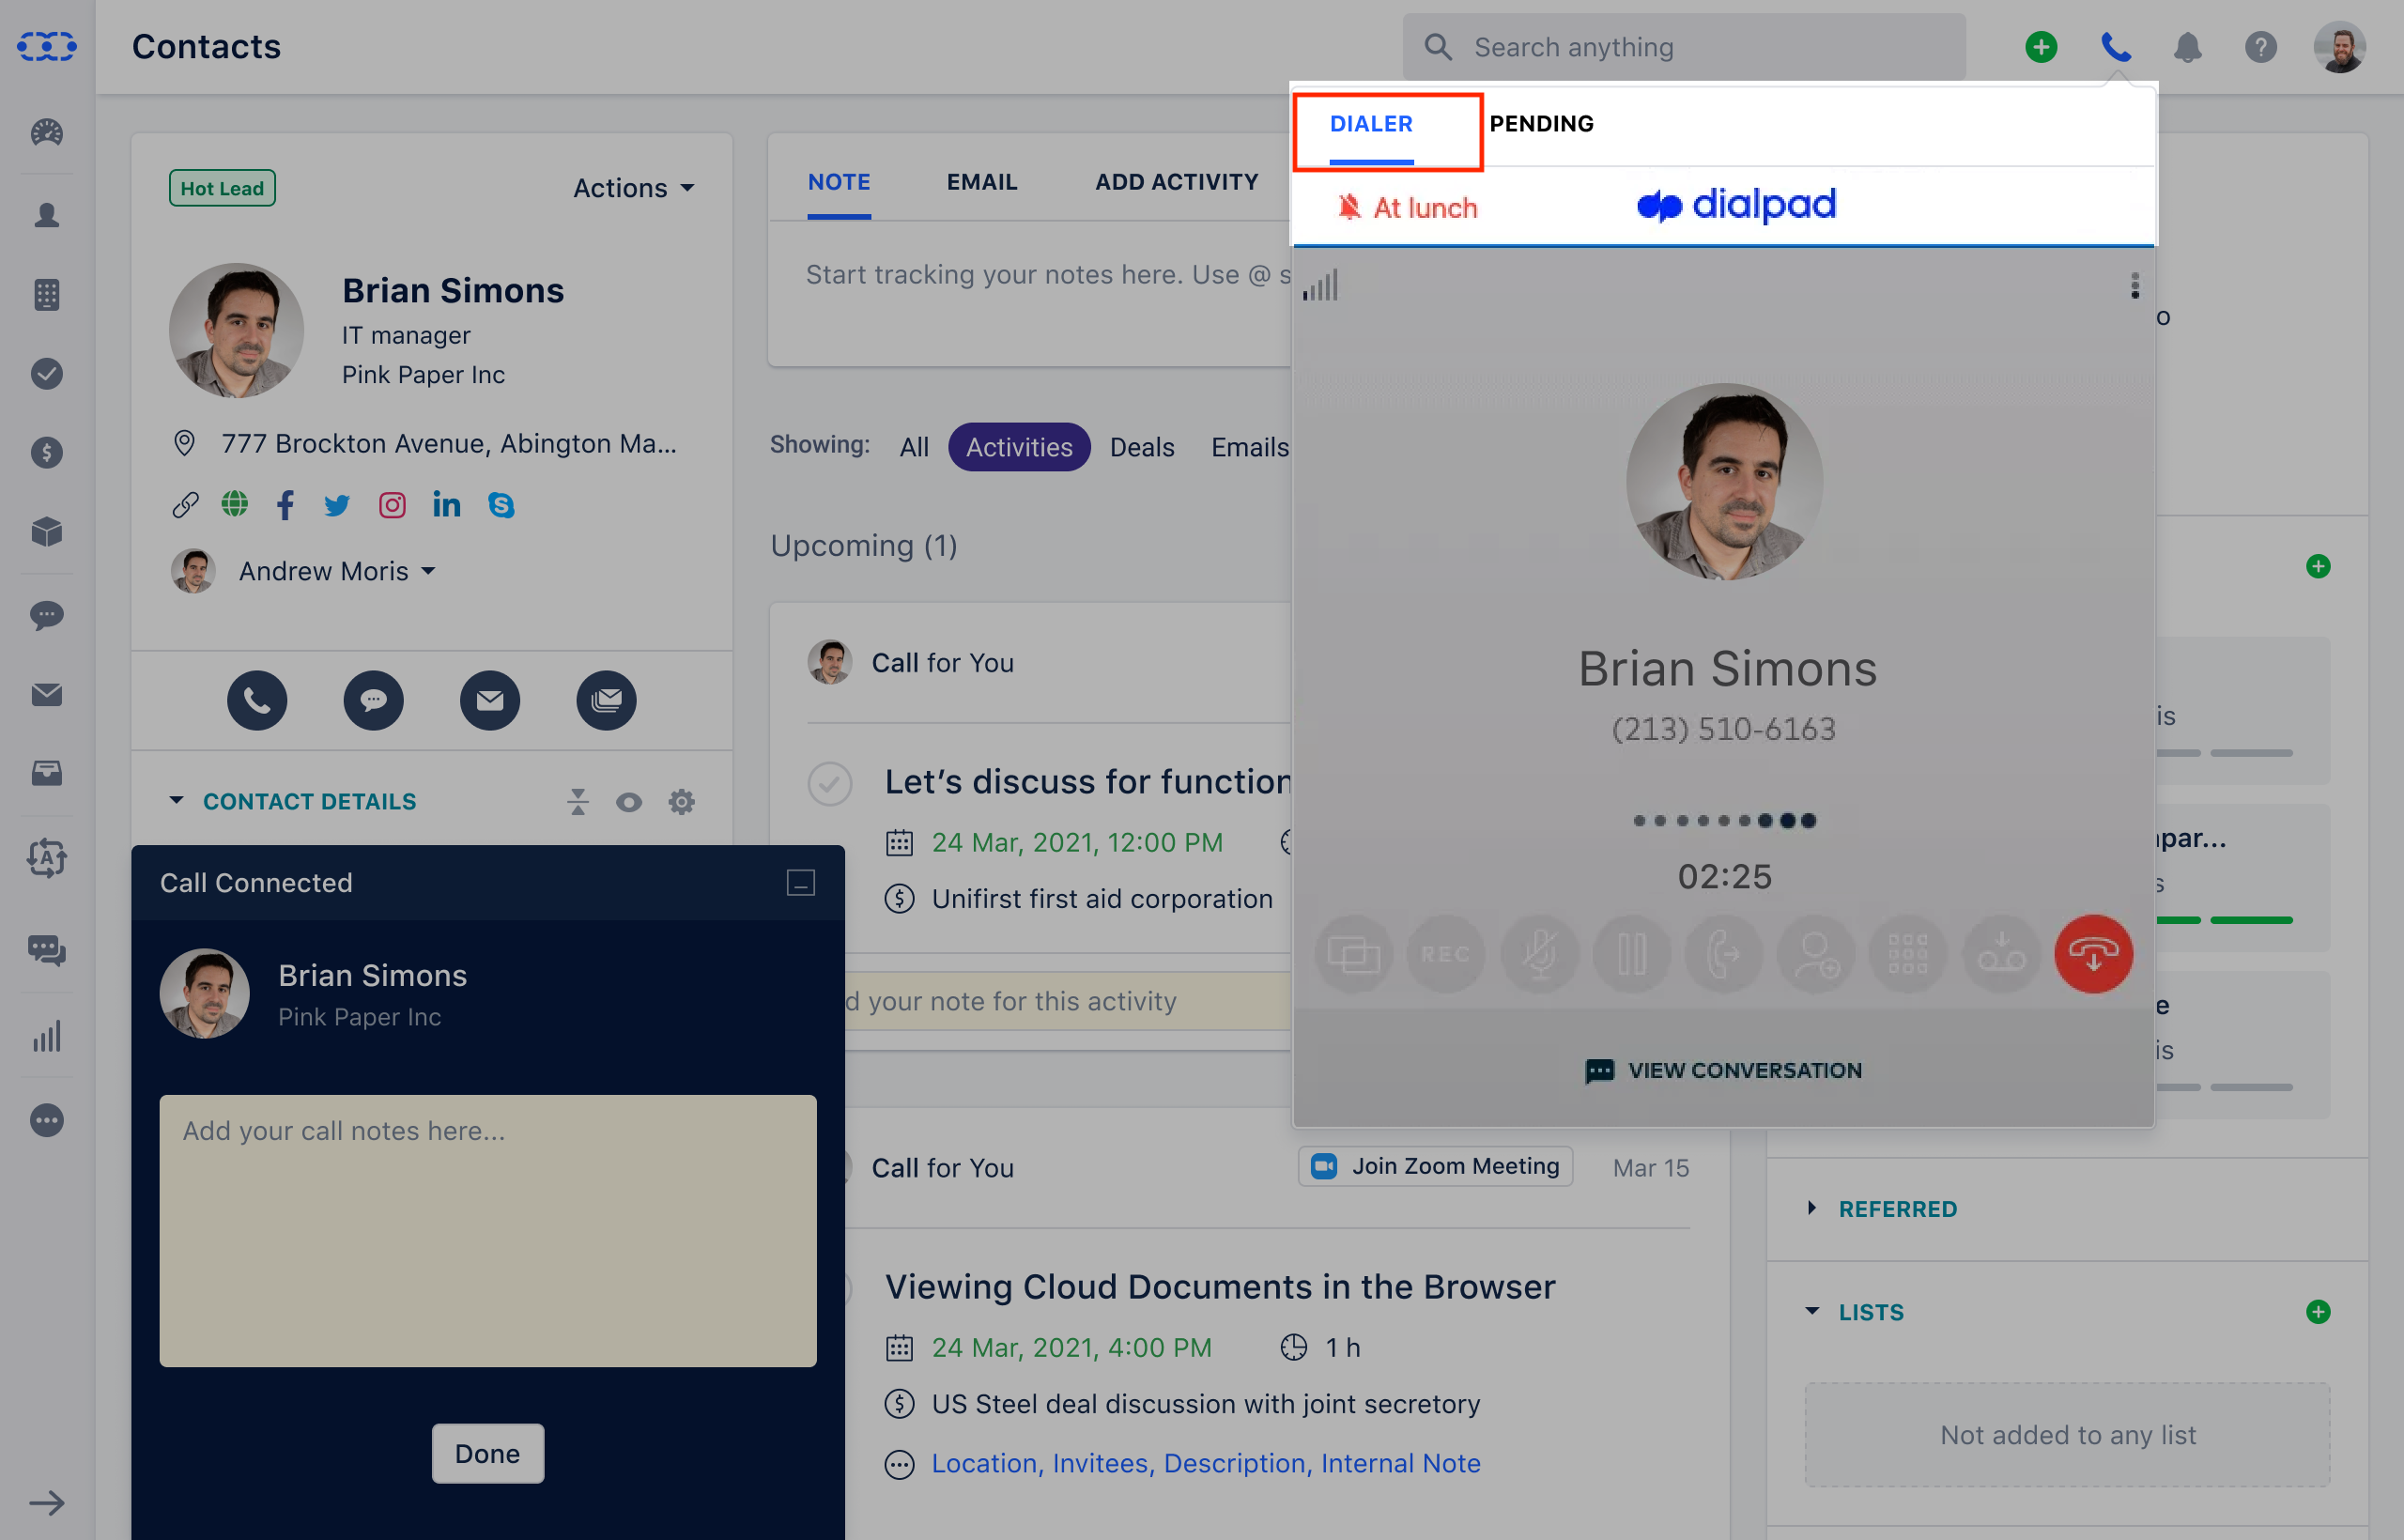 Contacts
Search anything
Hot Lead
Actions
Brian Simons
IT manager
Pink Paper Inc
777 Brockton Avenue, Abington Ma...
Andrew Moris
CONTACT DETAILS
Call Connected
Brian Simons
Pink Paper Inc
Add your call notes here...
Done
NOTE
EMAIL
ADD ACTIVITY
Start tracking your notes here. Use @ s
Showing:
All
Activities
Deals
Emails
Upcoming (1)
Call for You
Let's discuss for function
24 Mar, 2021, 12:00 PM
Unifirst first aid corporation
d your note for this activity
Call for You
Join Zoom Meeting
Mar 15
Viewing Cloud Documents in the Browser
24 Mar, 2021, 4:00 PM
1 h
US Steel deal discussion with joint secretory
Location, Invitees, Description, Internal Note
DIALER
PENDING
At lunch
dialpad
Brian Simons
(213) 510-6163
02:25
REC
VIEW CONVERSATION
o
is
par...
s
e
is
REFERRED
LISTS
Not added to any list